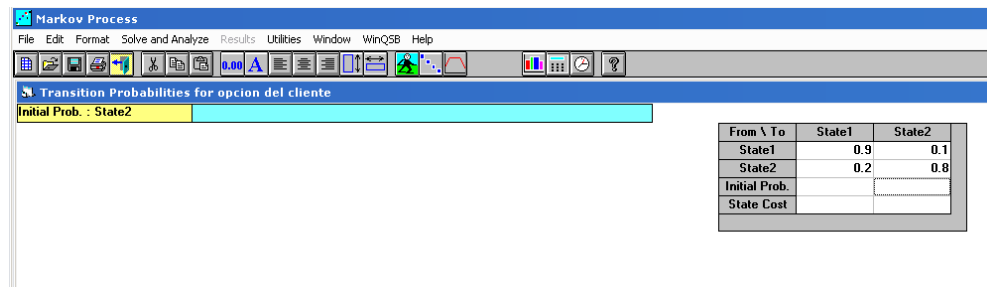 Markov Process
File Edit Format Solve and Analyze Results Utilities Window WinQSB Help
0.00 A ?
Transition Probabilities for opcion del cliente
Initial Prob. : State2
From \ To State1 State2
State1 0.9 0.1
State2 0.2 0.8
Initial Prob.
State Cost